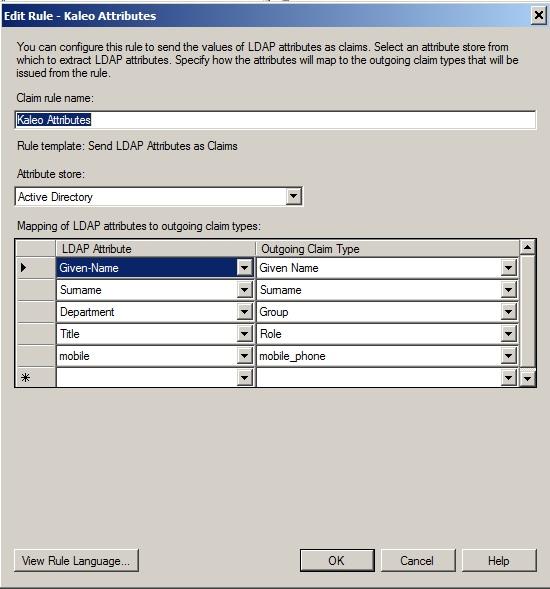 Edit Rule - Kaleo Attributes
You can configure this rule to send the values of LDAP attributes as claims. Select an attribute store from
which to extract LDAP attributes. Specify how the attributes will map to the outgoing claim types that will be
issued from the rule.
Claim rule name:
Kaleo Attributes
Rule template: Send LDAP Attributes as Claims
Attribute store:
Active Directory
Mapping of LDAP attributes to outgoing claim types:
LDAP Attribute Outgoing Claim Type
Given-Name Given Name
Surname Surname
Department Group
Title Role
mobile mobile_phone
View Rule Language... OK Cancel Help